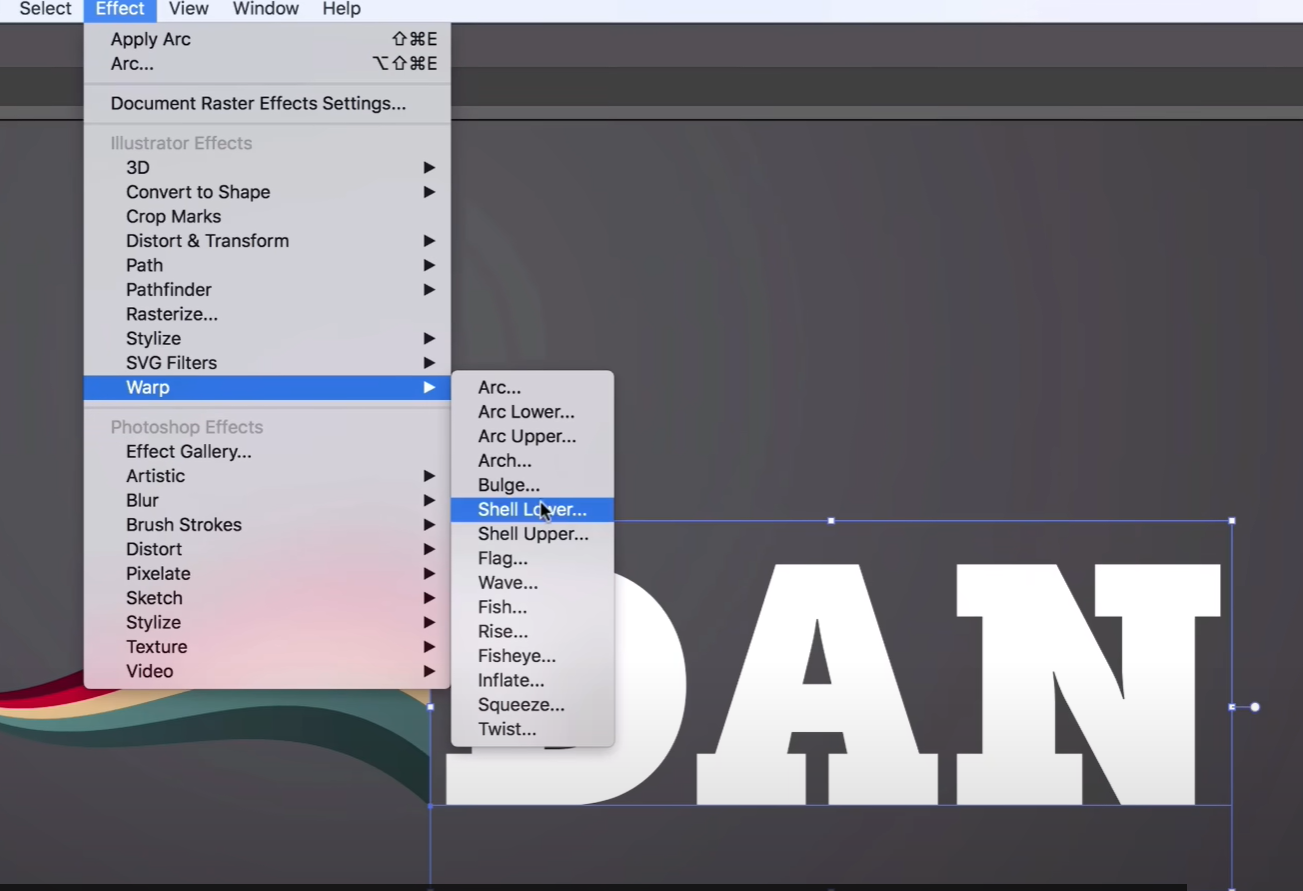 Select Effect View Window Help
Apply Arc ⇧⌘E
Arc... ⌥⇧⌘E
Document Raster Effects Settings...
Illustrator Effects
3D
Convert to Shape
Crop Marks
Distort & Transform
Path
Pathfinder
Rasterize...
Stylize
SVG Filters
Warp
Photoshop Effects
Effect Gallery...
Artistic
Blur
Brush Strokes
Distort
Pixelate
Sketch
Stylize
Texture
Video
Arc...
Arc Lower...
Arc Upper...
Arch...
Bulge...
Shell Lower...
Shell Upper...
Flag...
Wave...
Fish...
Rise...
Fisheye...
Inflate...
Squeeze...
Twist...
DAN